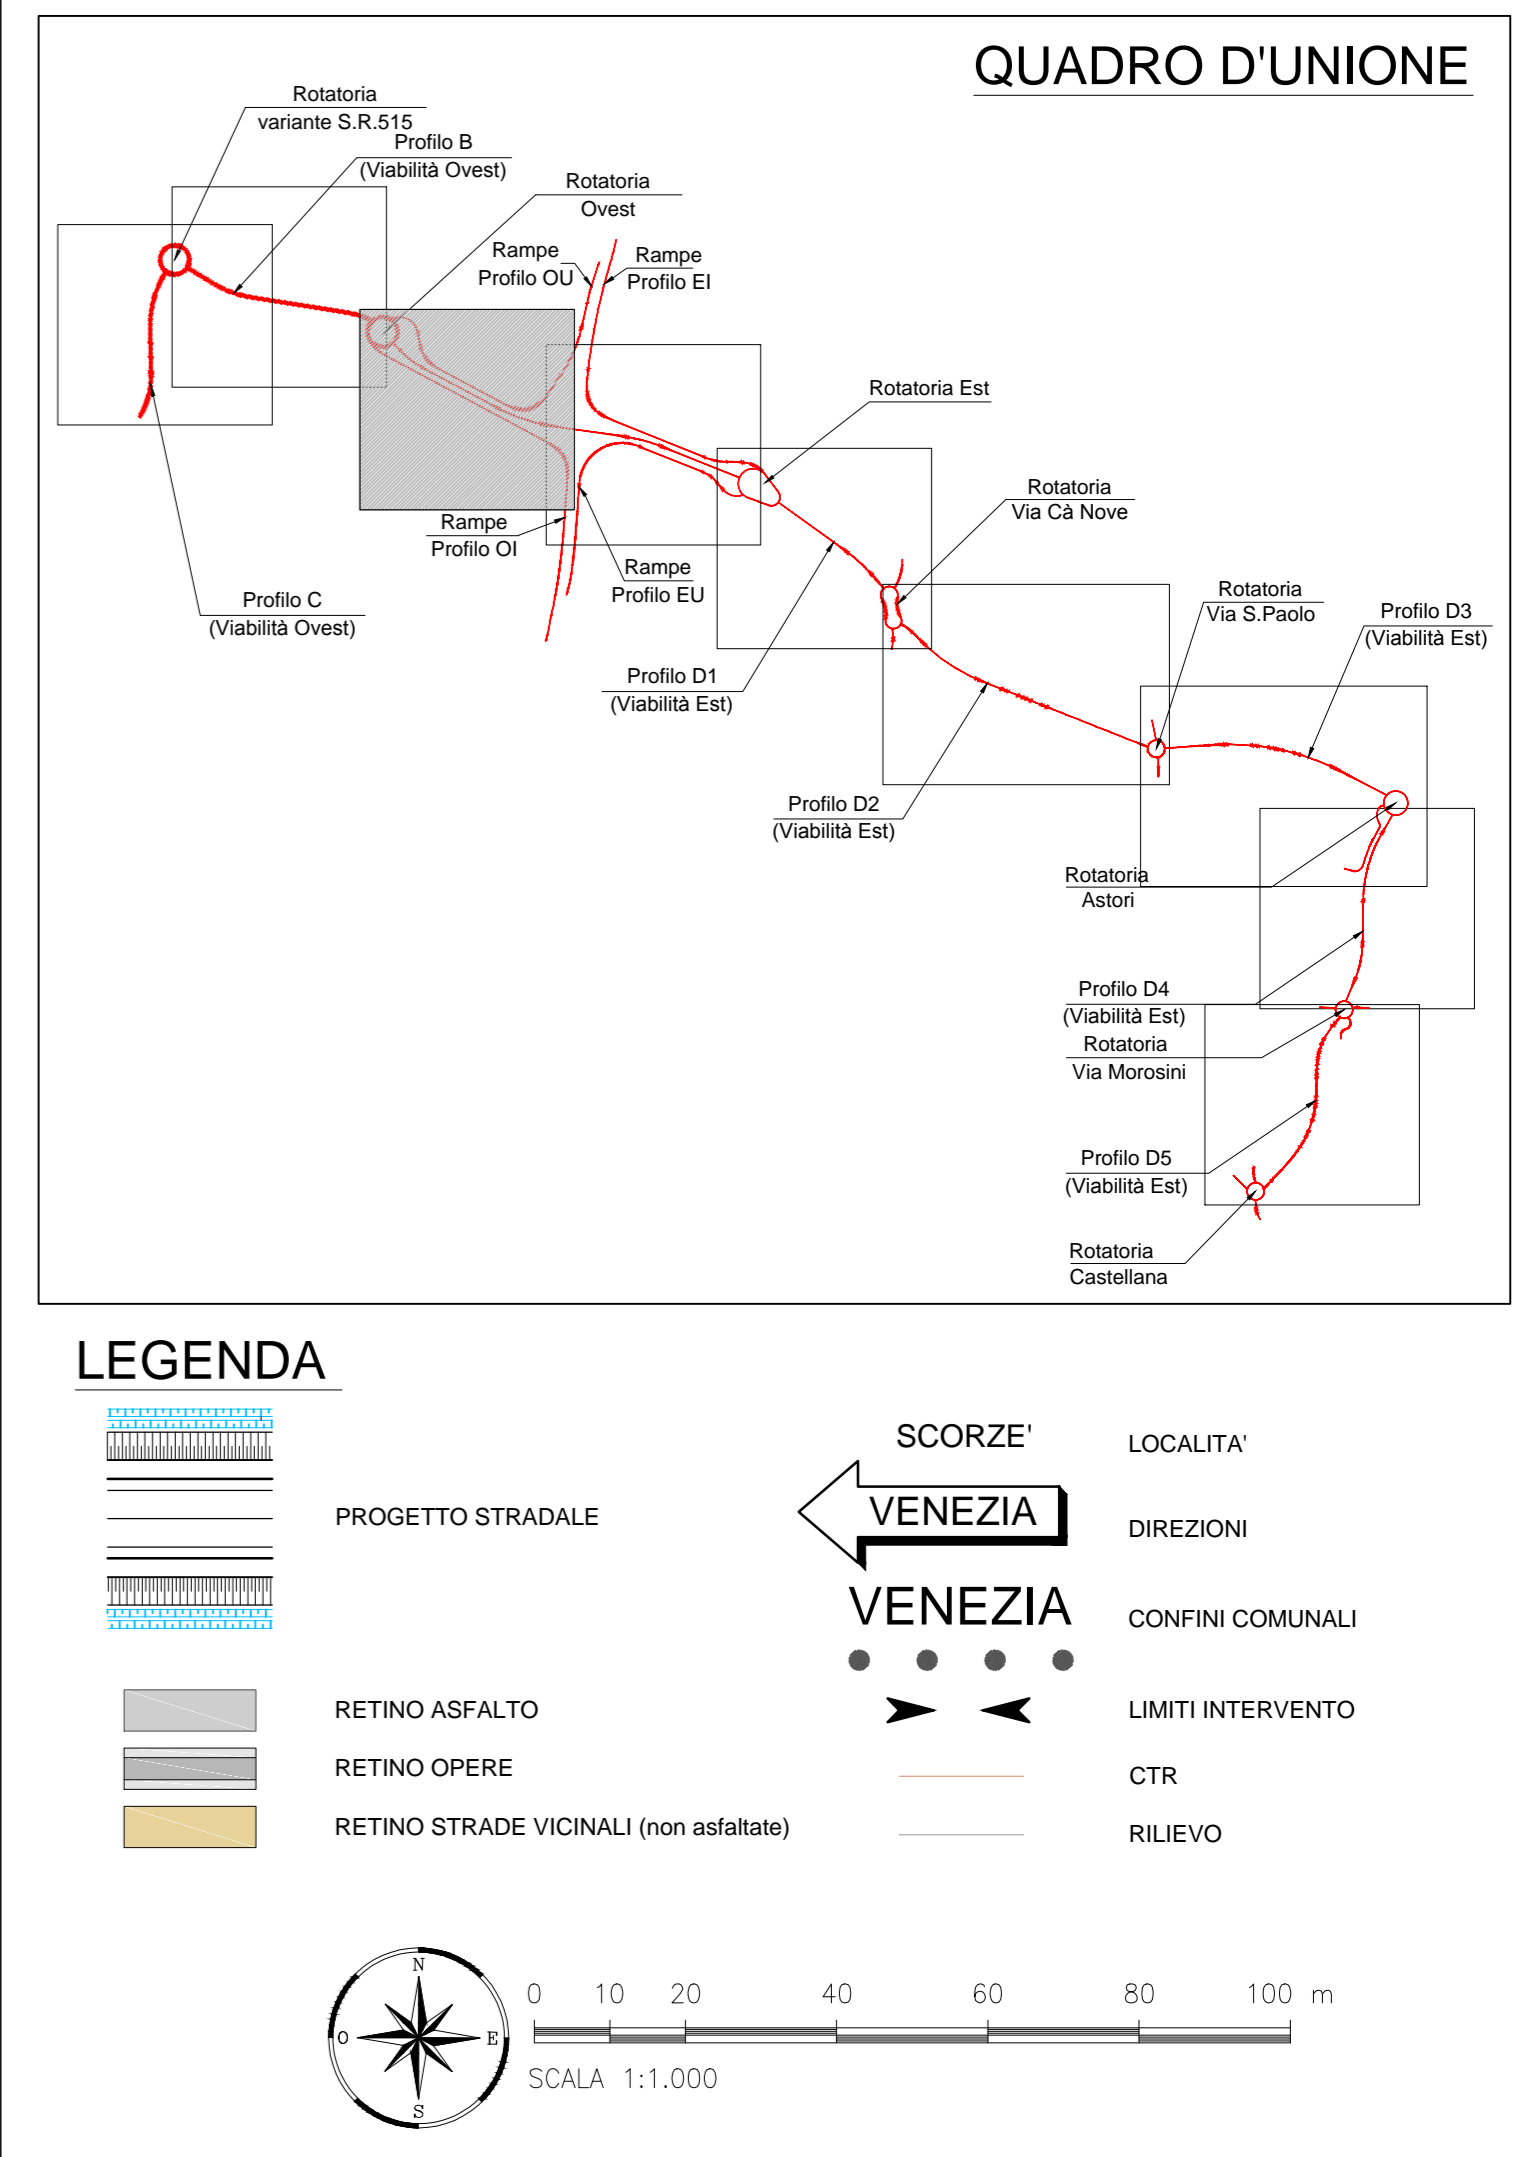 QUADRO D'UNIONE
Rotatoria
variante S.R.515
Profilo B
(Viabilità Ovest)
Rotatoria
Ovest
Rampe
Profilo OU
Rampe
Profilo EI
Rotatoria Est
Rotatoria
Via Cà Nove
Rampe
Profilo OI
Rampe
Profilo EU
Profilo C
(Viabilità Ovest)
Rotatoria
Via S.Paolo
Profilo D3
(Viabilità Est)
Profilo D1
(Viabilità Est)
Profilo D2
(Viabilità Est)
Rotatoria
Astori
Profilo D4
(Viabilità Est)
Rotatoria
Via Morosini
Profilo D5
(Viabilità Est)
Rotatoria
Castellana
LEGENDA
PROGETTO STRADALE
RETINO ASFALTO
RETINO OPERE
RETINO STRADE VICINALI (non asfaltate)
SCORZE'
LOCALITA'
VENEZIA
DIREZIONI
VENEZIA
CONFINI COMUNALI
LIMITI INTERVENTO
CTR
RILIEVO
N
O
E
S
0 10 20 40 60 80 100 m
SCALA 1:1.000